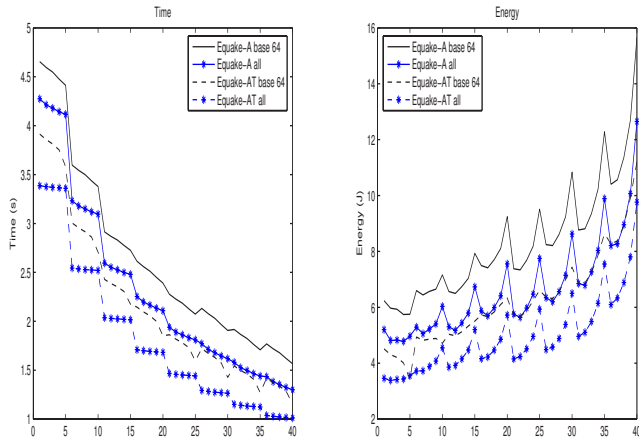 Time
Time (s)
5
4.5
4
3.5
3
2.5
2
1.5
1
0 5 10 15 20 25 30 35 40
Equake-A base 64
Equake-A all
Equake-AT base 64
Equake-AT all
Energy
Energy (J)
16
14
12
10
8
6
4
2
0 5 10 15 20 25 30 35 40
Equake-A base 64
Equake-A all
Equake-AT base 64
Equake-AT all